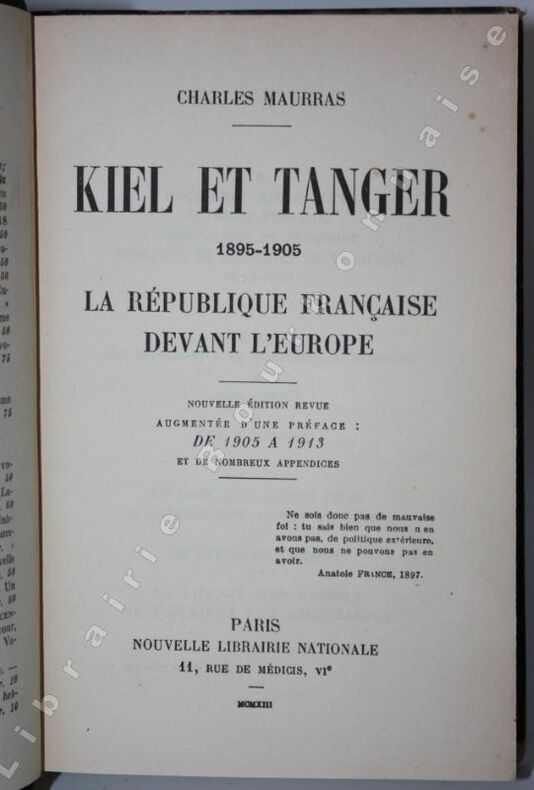 CHARLES MAURRAS
KIEL ET TANGER
1895-1905
LA RÉPUBLIQUE FRANÇAISE
DEVANT L'EUROPE
NOUVELLE ÉDITION REVUE
AUGMENTÉE D'UNE PRÉFACE :
DE 1905 A 1913
ET DE NOMBREUX APPENDICES
Ne sois donc pas de mauvaise
foi : tu sais bien que nous n en
avons pas, de politique extérieure,
et que nous ne pouvons pas en
avoir.
Anatole FRANCE, 1897.
PARIS
NOUVELLE LIBRAIRIE NATIONALE
11, RUE DE MÉDICIS, VIe
MCMXIII
Librairie Bourbonnaise